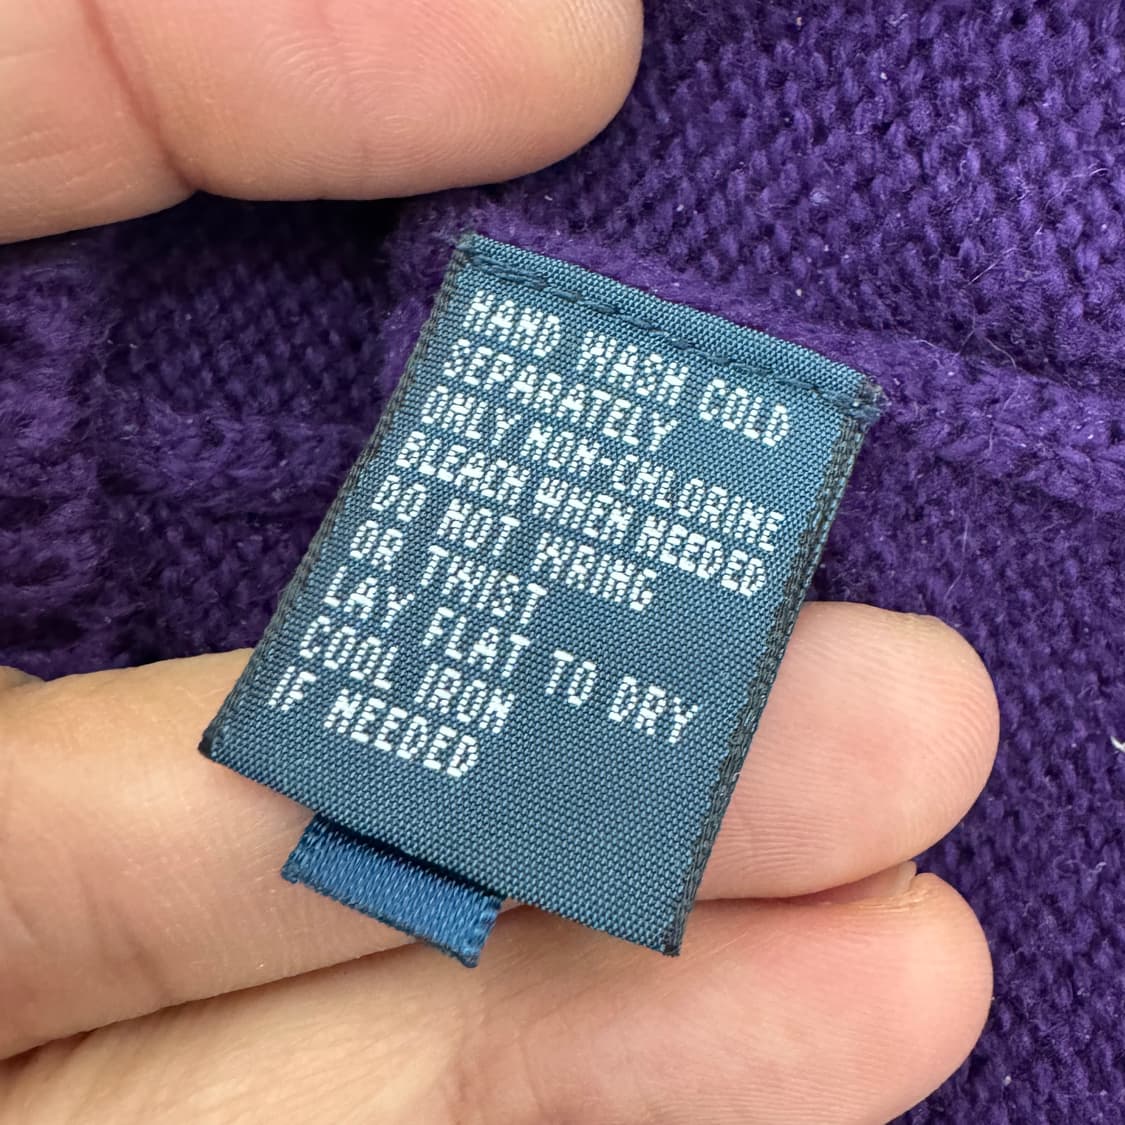 HAND WASH COLD
SEPARATELY
ONLY NON-CHLORINE
BLEACH WHEN NEEDED
DO NOT WRING
OR TWIST
LAY FLAT TO DRY
COOL IRON
IF NEEDED